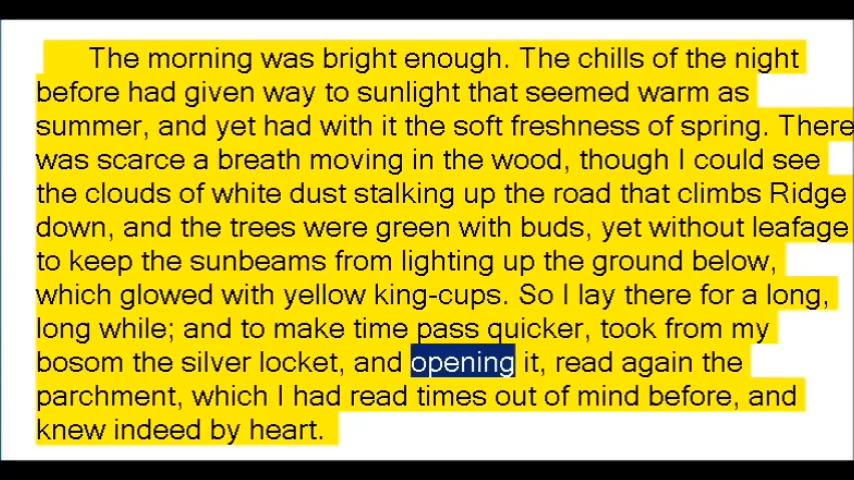 The morning was bright enough. The chills of the night
before had given way to sunlight that seemed warm as
summer, and yet had with it the soft freshness of spring. There
was scarce a breath moving in the wood, though I could see
the clouds of white dust stalking up the road that climbs Ridge
down, and the trees were green with buds, yet without leafage
to keep the sunbeams from lighting up the ground below,
which glowed with yellow king-cups. So I lay there for a long,
long while; and to make time pass quicker, took from my
bosom the silver locket, and opening it, read again the
parchment, which I had read times out of mind before, and
knew indeed by heart.